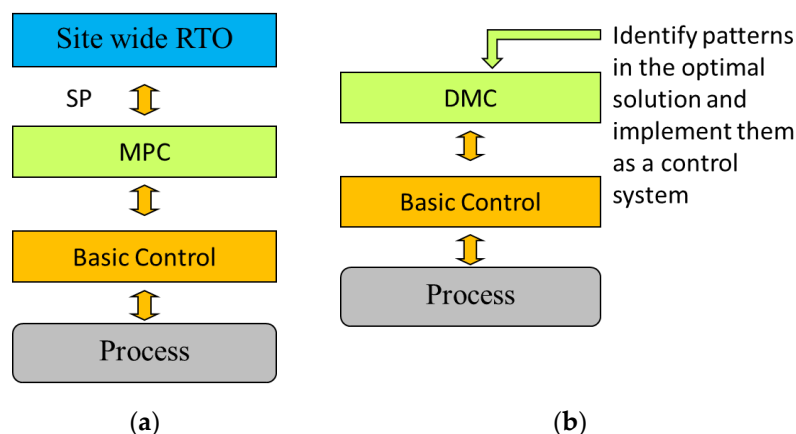 Site wide RTO
SP
MPC
Basic Control
Process
(a)
Identify patterns
in the optimal
solution and
implement them
as a control
system
DMC
Basic Control
Process
(b)